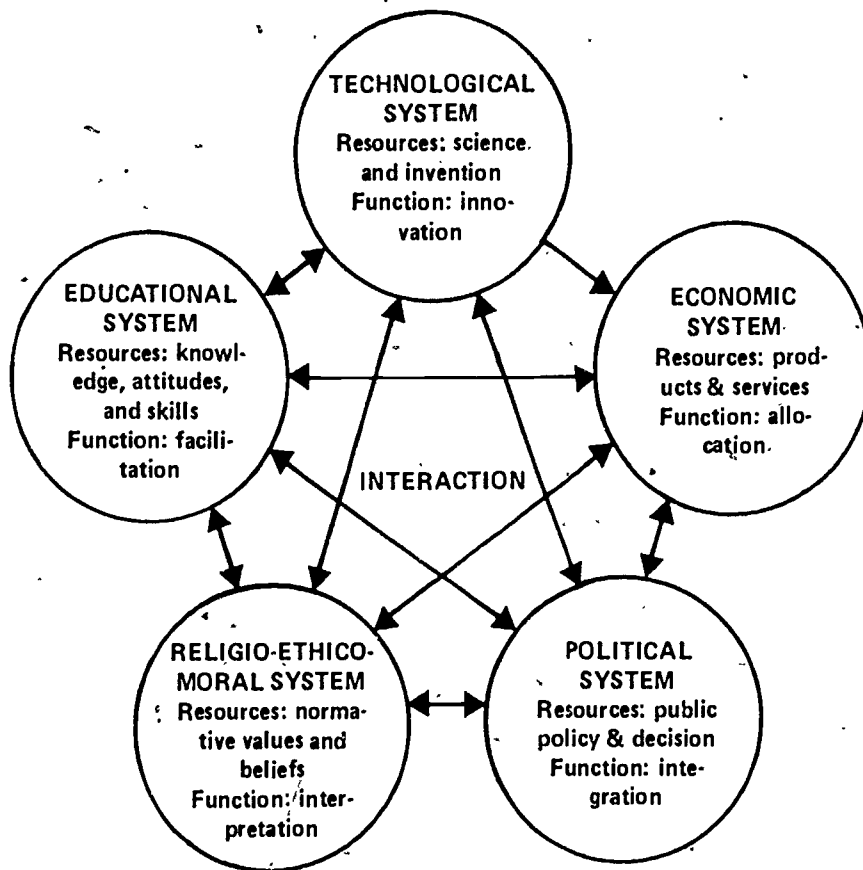 TECHNOLOGICAL
SYSTEM
Resources: science
and invention
Function: inno-
vation
EDUCATIONAL
SYSTEM
Resources: knowl-
edge, attitudes,
and skills
Function: facili-
tation
ECONOMIC
SYSTEM
Resources: prod-
ucts & services
Function: allo-
cation
INTERACTION
RELIGIO-ETHICO-
MORAL SYSTEM
Resources: norma-
tive values and
beliefs
Function: inter-
pretation
POLITICAL
SYSTEM
Resources: public
policy & decision
Function: inte-
gration